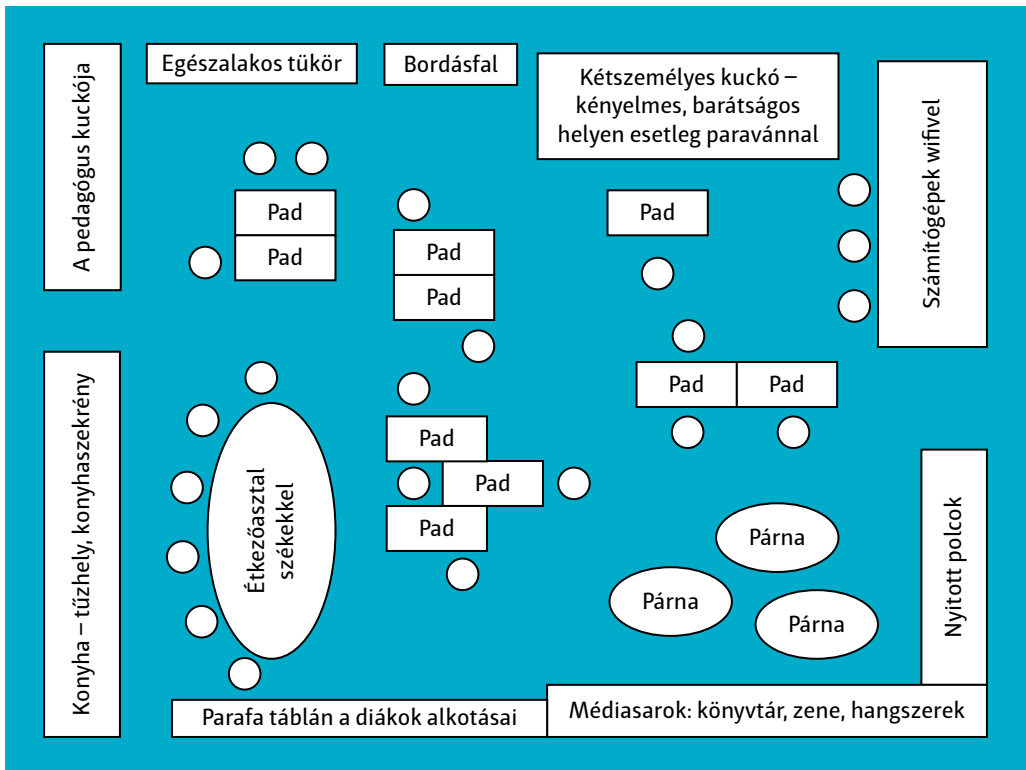 A pedagógus kuckója
Egészalakos tükör
Bordásfal
Kétszemélyes kuckó –
kényelmes, barátságos
helyen esetleg paravánnal
Számítógépek wifivel
Pad
Pad
Pad
Pad
Pad
Pad
Pad
Konyha – tűzhely, konyhaszekrény
Étkezőasztal
székekkel
Pad
Pad
Pad
Párna
Párna
Párna
Nyitott polcok
Parafa táblán a diákok alkotásai
Médiasarok: könyvtár, zene, hangszerek